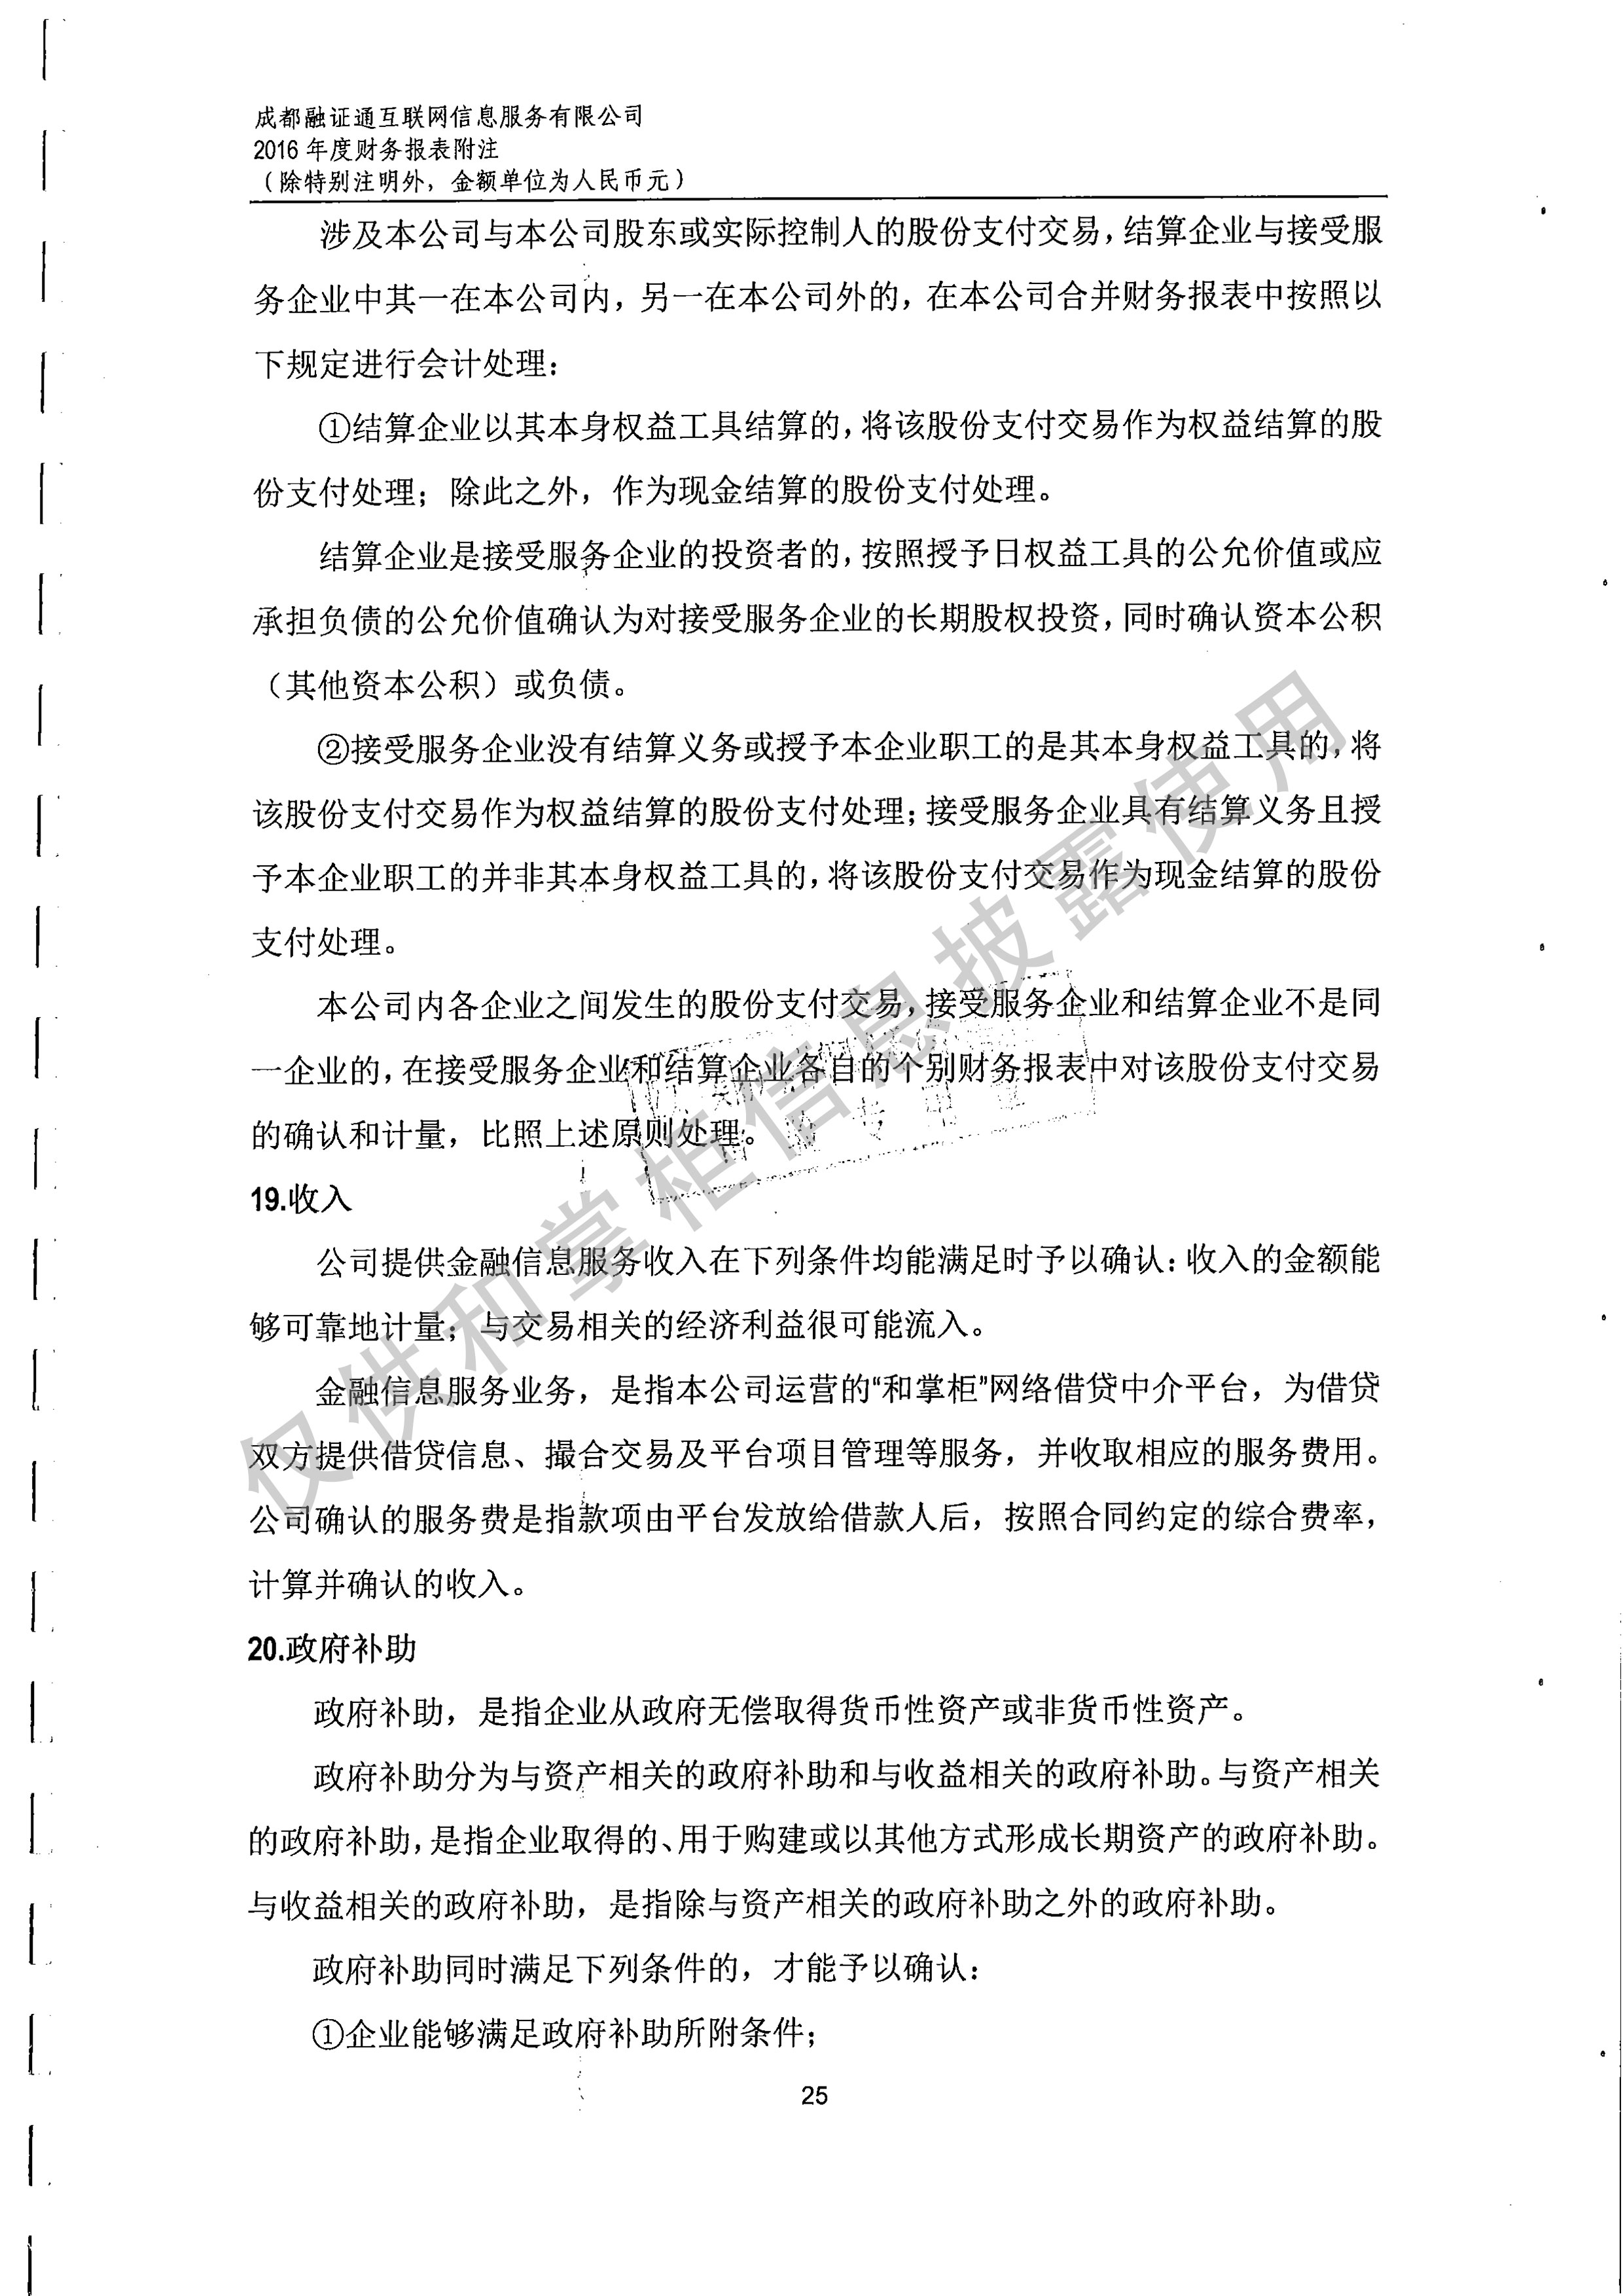 成都融证通互联网信息服务有限公司
2016 年度财务报表附注
（除特别注明外，金额单位为人民币元）
涉及本公司与本公司股东或实际控制人的股份支付交易，结算企业与接受服
务企业中其一在本公司内，另一在本公司外的，在本公司合并财务报表中按照以
下规定进行会计处理：
①结算企业以其本身权益工具结算的，将该股份支付交易作为权益结算的股
份支付处理；除此之外，作为现金结算的股份支付处理。
结算企业是接受服务企业的投资者的，按照授予日权益工具的公允价值或应
承担负债的公允价值确认为对接受服务企业的长期股权投资，同时确认资本公积
（其他资本公积）或负债。
②接受服务企业没有结算义务或授予本企业职工的是其本身权益工具的，将
该股份支付交易作为权益结算的股份支付处理；接受服务企业具有结算义务且授
予本企业职工的并非其本身权益工具的，将该股份支付交易作为现金结算的股份
支付处理。
本公司内各企业之间发生的股份支付交易，接受服务企业和结算企业不是同
一企业的，在接受服务企业和结算企业各自的个别财务报表中对该股份支付交易
的确认和计量，比照上述原则处理。
19.收入
公司提供金融信息服务收入在下列条件均能满足时予以确认：收入的金额能
够可靠地计量；与交易相关的经济利益很可能流入。
金融信息服务业务，是指本公司运营的“和掌柜”网络借贷中介平台，为借贷
双方提供借贷信息、撮合交易及平台项目管理等服务，并收取相应的服务费用。
公司确认的服务费是指款项由平台发放给借款人后，按照合同约定的综合费率，
计算并确认的收入。
20.政府补助
政府补助，是指企业从政府无偿取得货币性资产或非货币性资产。
政府补助分为与资产相关的政府补助和与收益相关的政府补助。与资产相关
的政府补助，是指企业取得的、用于购建或以其他方式形成长期资产的政府补助。
与收益相关的政府补助，是指除与资产相关的政府补助之外的政府补助。
政府补助同时满足下列条件的，才能予以确认：
①企业能够满足政府补助所附条件；
25
仅供和掌柜信息披露使用